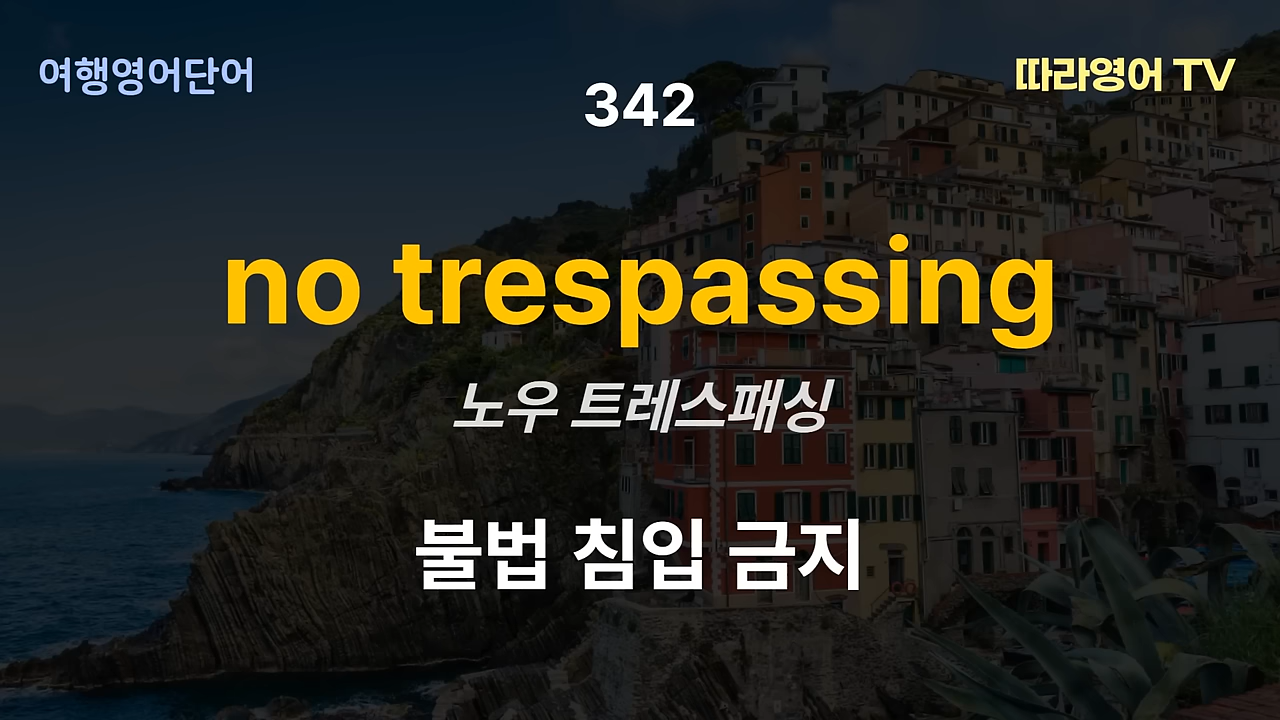 여행영어단어
따라영어 TV
342
no trespassing
노우 트레스패싱
불법 침입 금지